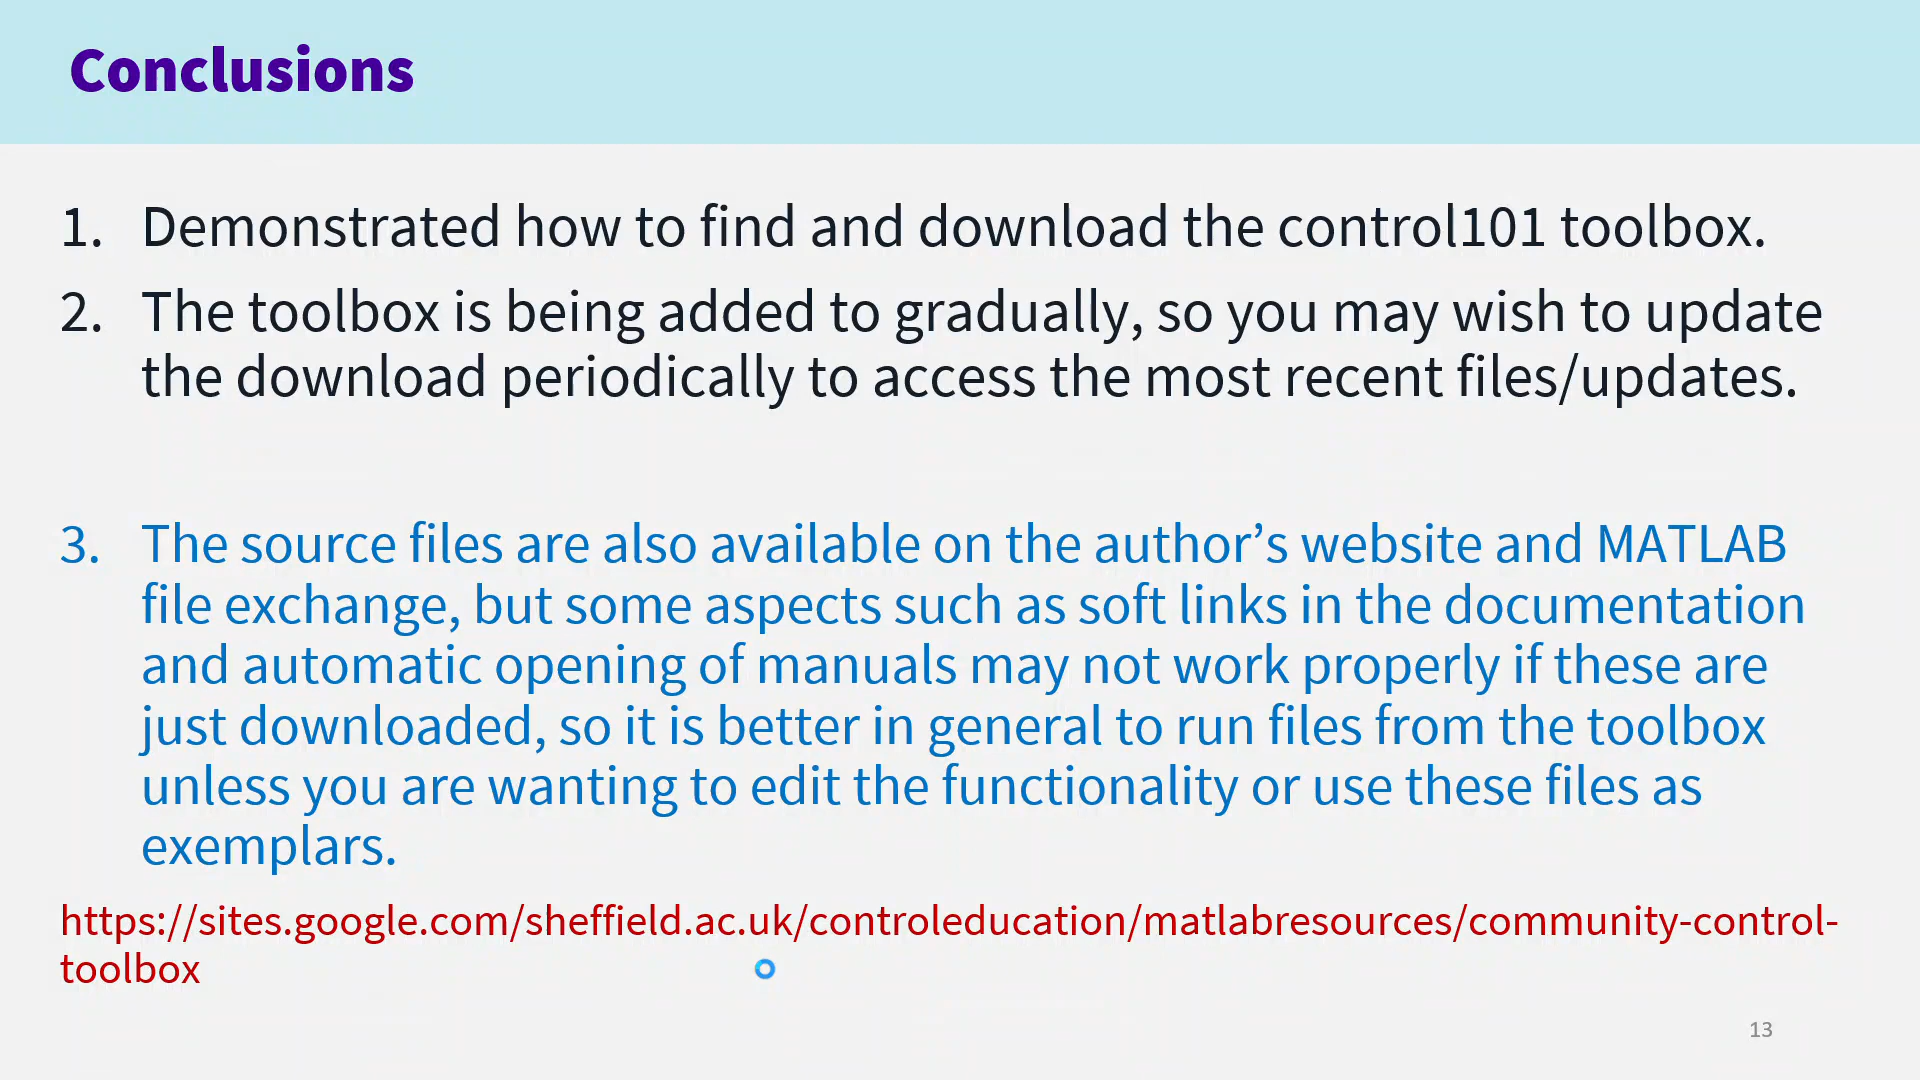 Conclusions
1. Demonstrated how to find and download the control101 toolbox.
2. The toolbox is being added to gradually, so you may wish to update
the download periodically to access the most recent files/updates.
3. The source files are also available on the author’s website and MATLAB
file exchange, but some aspects such as soft links in the documentation
and automatic opening of manuals may not work properly if these are
just downloaded, so it is better in general to run files from the toolbox
unless you are wanting to edit the functionality or use these files as
exemplars.
https://sites.google.com/sheffield.ac.uk/controleducation/matlabresources/community-control-
toolbox
13